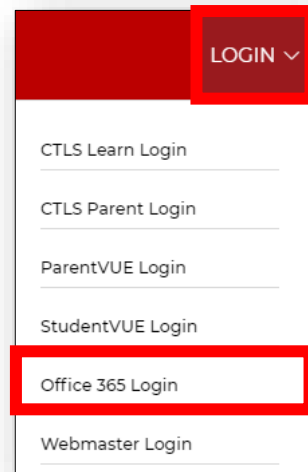 LOGIN
CTLS Learn Login
CTLS Parent Login
ParentVUE Login
StudentVUE Login
Office 365 Login
Webmaster Login